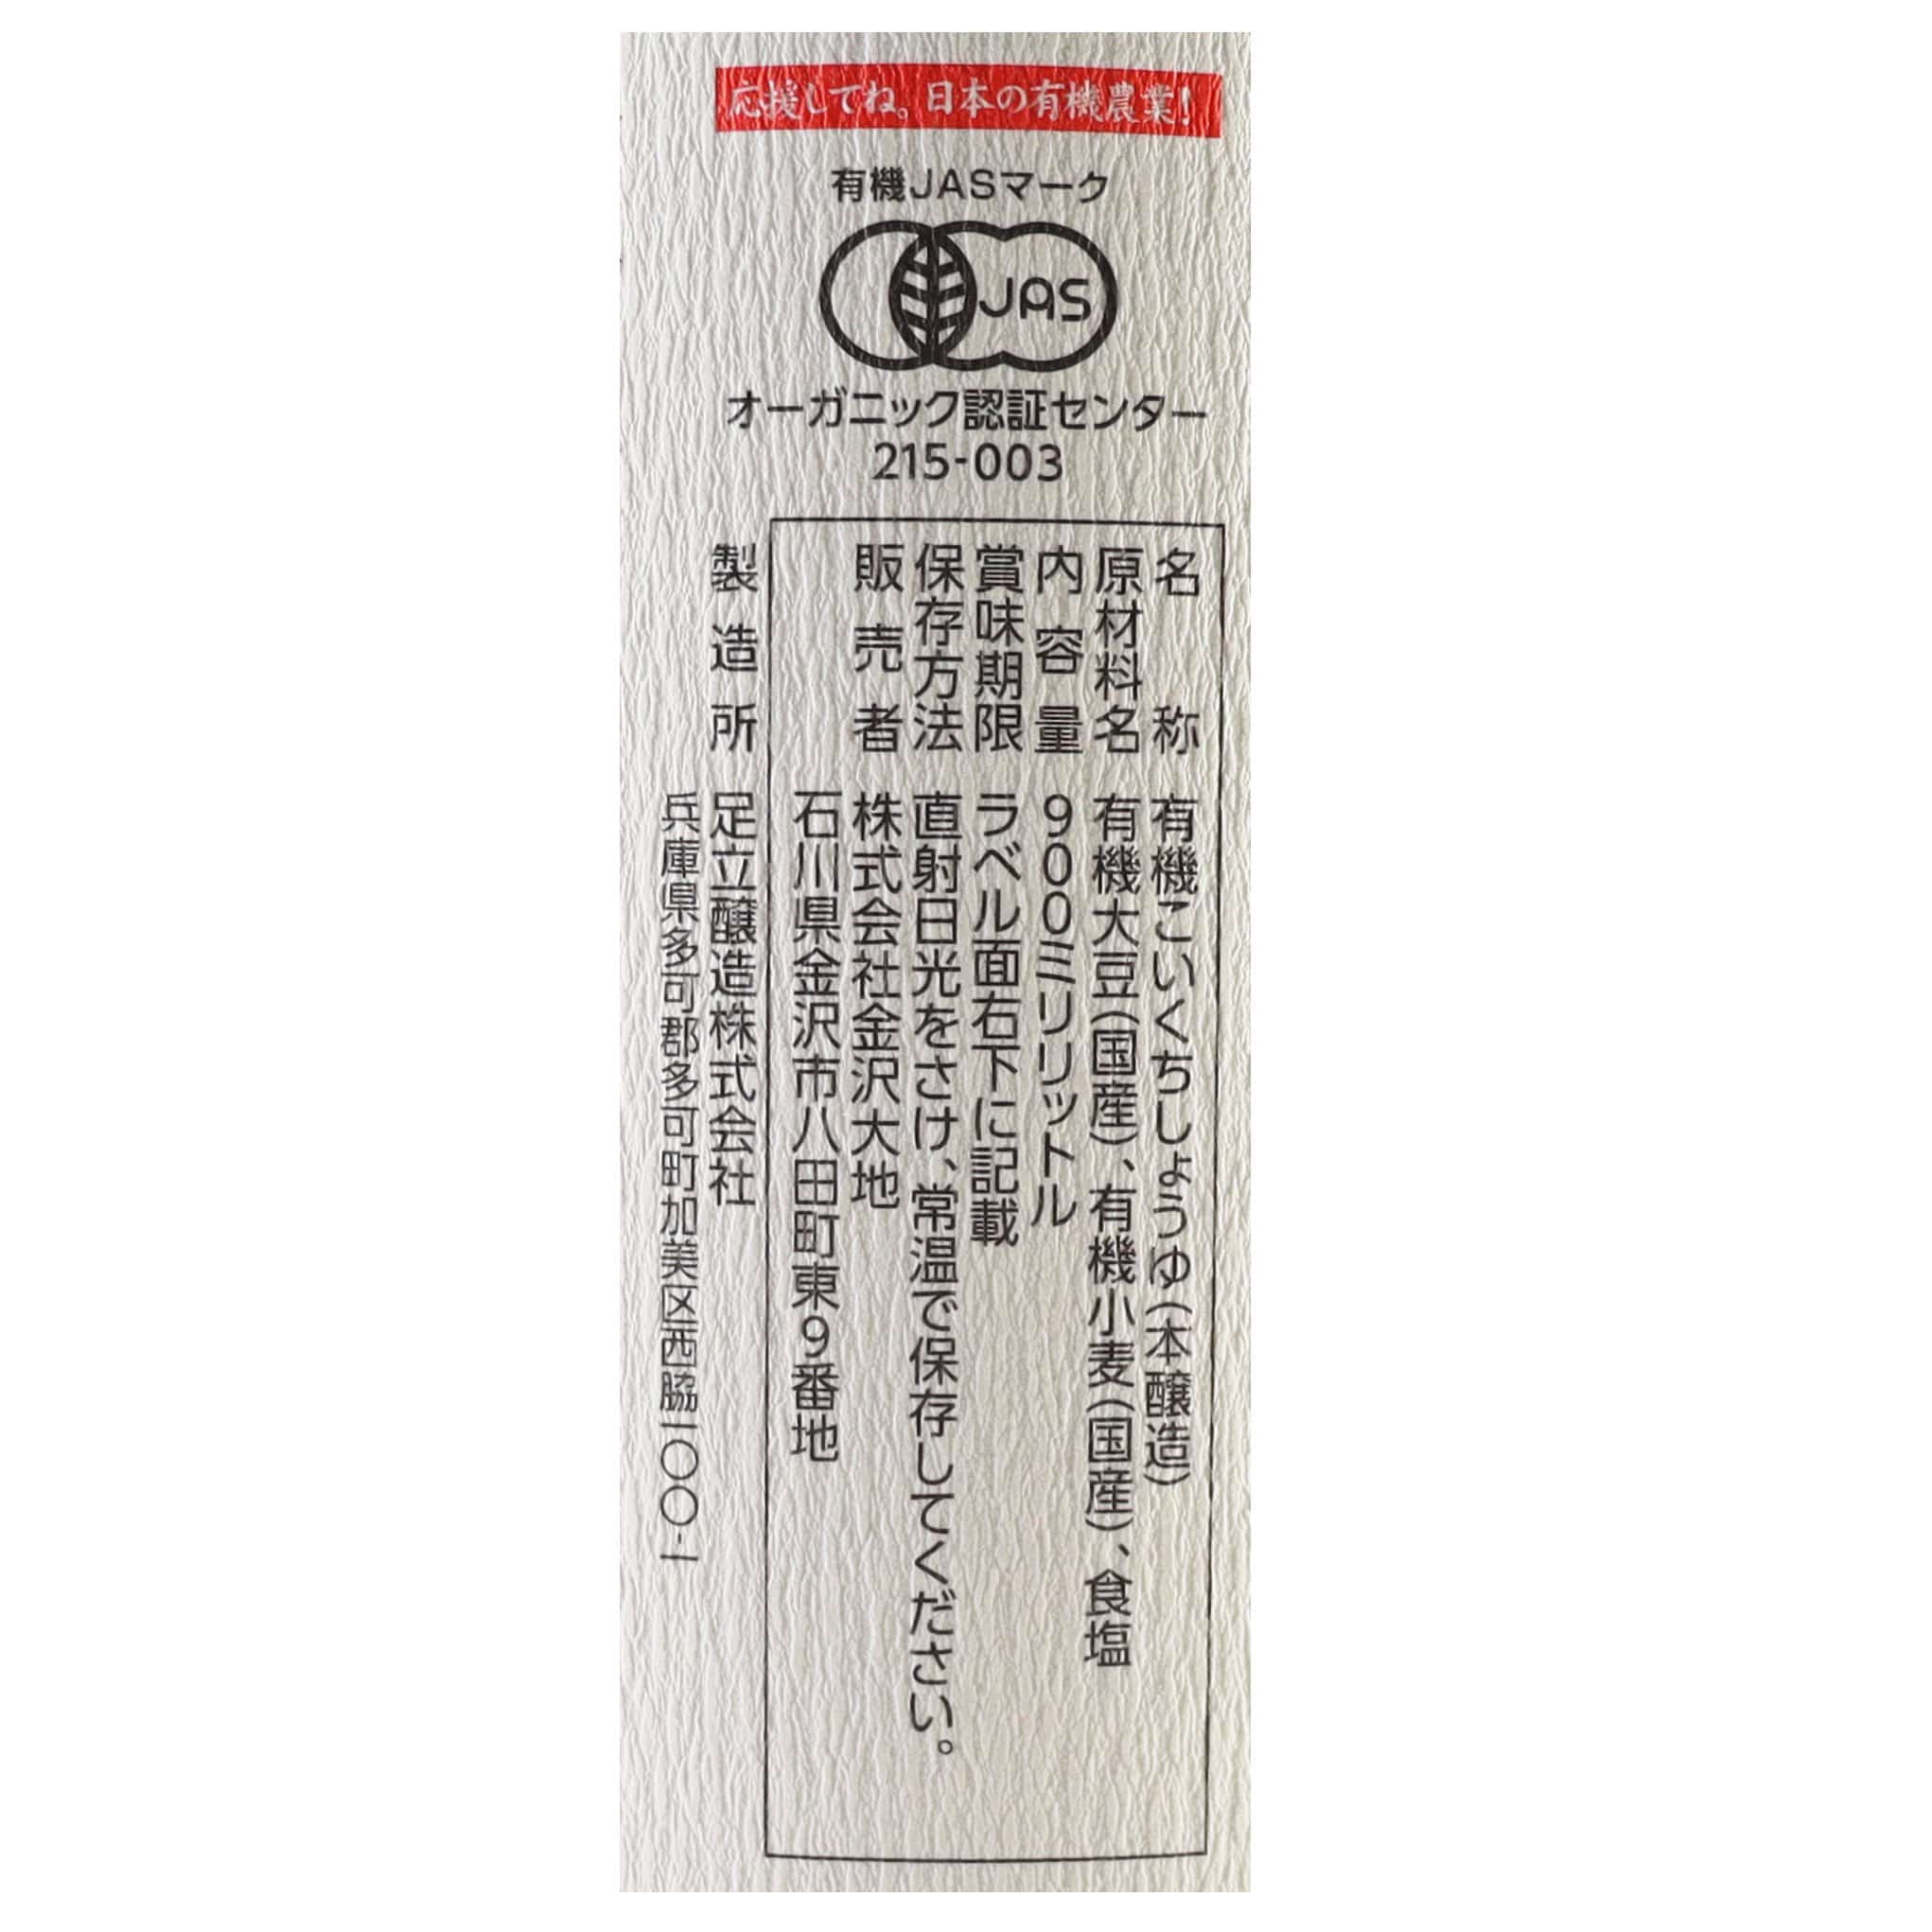 応援してね。日本の有機農業！
有機JASマーク
JAS
オーガニック認証センター
215-003
名称 有機こいくちしょうゆ(本醸造)
原材料名 有機大豆(国産)、有機小麦(国産)、食塩
内容量 900ミリリットル
賞味期限 ラベル面右下に記載
保存方法 直射日光をさけ、常温で保存してください。
販売者 株式会社金沢大地
石川県金沢市八田町東9番地
製造所 足立醸造株式会社
兵庫県多可郡多可町加美区西脇一〇〇-一